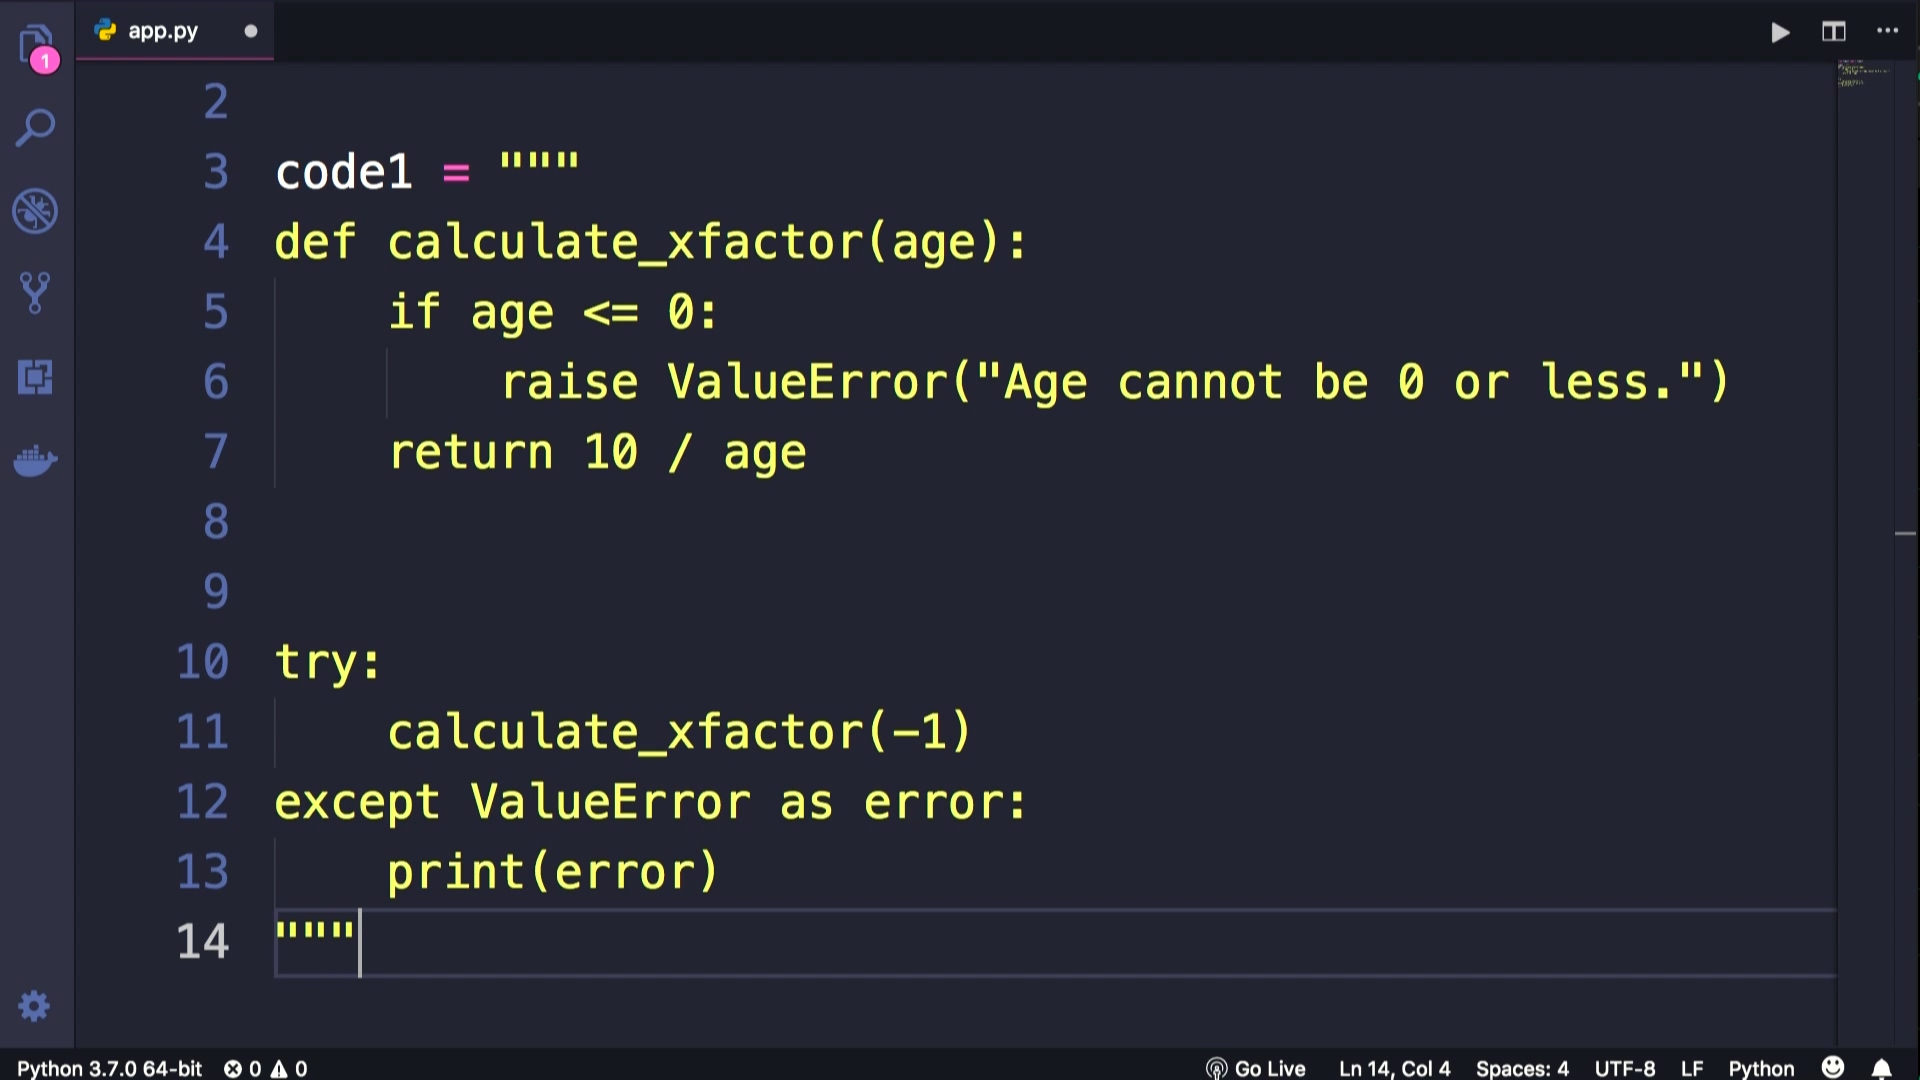 app.py
1
2
3 code1 = """
4 def calculate_xfactor(age):
5     if age <= 0:
6         raise ValueError("Age cannot be 0 or less.")
7     return 10 / age
8
9
10 try:
11     calculate_xfactor(-1)
12 except ValueError as error:
13     print(error)
14 """
Python 3.7.0 64-bit 0 0 Go Live Ln 14, Col 4 Spaces: 4 UTF-8 LF Python